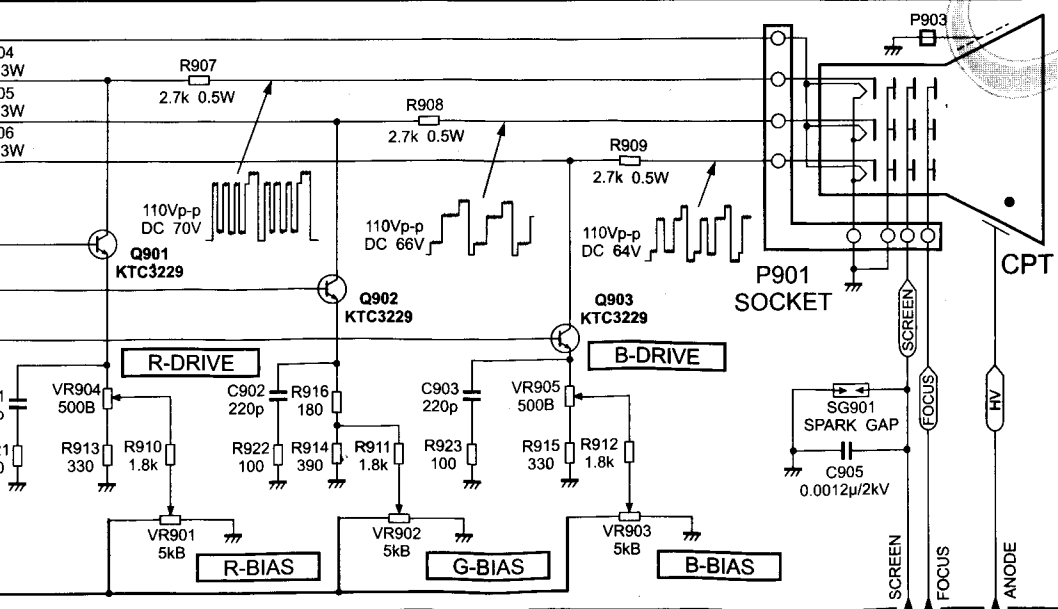 P903
04
3W
R907
05
2.7k 0.5W
3W
R908
06
2.7k 0.5W
3W
R909
2.7k 0.5W
110Vp-p
DC 70V
110Vp-p
DC 66V
110Vp-p
DC 64V
Q901
KTC3229
P901
SOCKET
CPT
Q902
KTC3229
Q903
KTC3229
SCREEN
FOCUS
HV
R-DRIVE
B-DRIVE
VR904
500B
C902
220p
R916
180
C903
220p
VR905
500B
SG901
SPARK GAP
R913
330
R910
1.8k
R922
100
R914
390
R911
1.8k
R923
100
R915
330
R912
1.8k
C905
0.0012µ/2kV
VR901
5kB
VR902
5kB
VR903
5kB
R-BIAS
G-BIAS
B-BIAS
SCREEN
FOCUS
ANODE